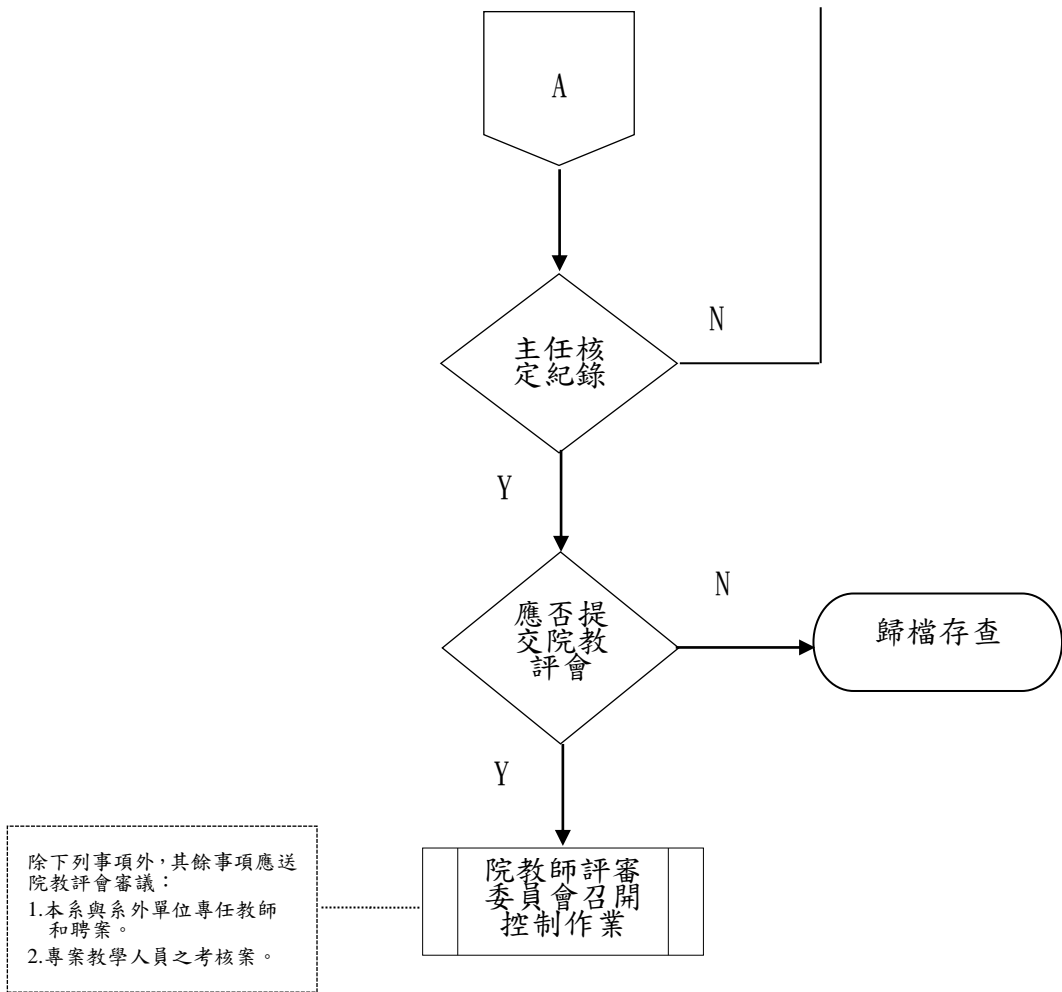 A
主任核
定紀錄
N
Y
應否提
交院教
評會
N
歸檔存查
Y
院教師評審
委員會召開
控制作業
除下列事項外，其餘事項應送
院教評會審議：
1.本系與系外單位專任教師
和聘案。
2.專案教學人員之考核案。